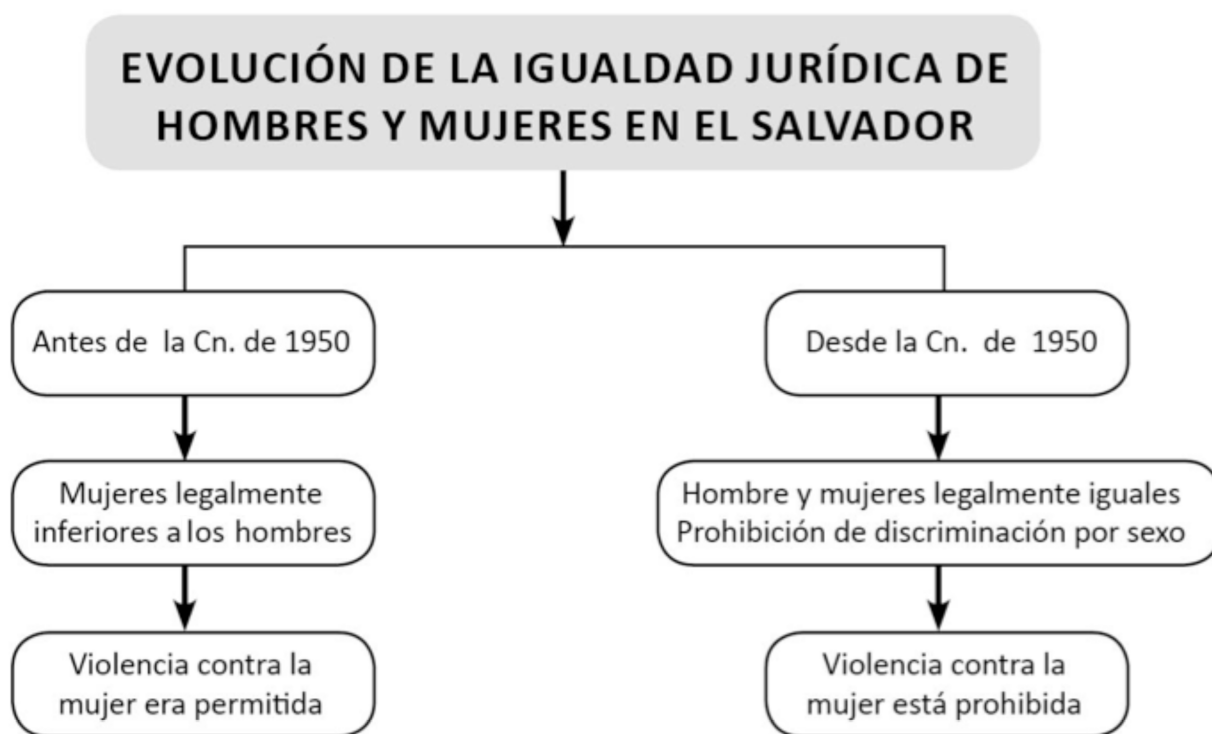 EVOLUCIÓN DE LA IGUALDAD JURÍDICA DE
HOMBRES Y MUJERES EN EL SALVADOR
Antes de la Cn. de 1950
Mujeres legalmente
inferiores a los hombres
Violencia contra la
mujer era permitida
Desde la Cn. de 1950
Hombre y mujeres legalmente iguales
Prohibición de discriminación por sexo
Violencia contra la
mujer está prohibida